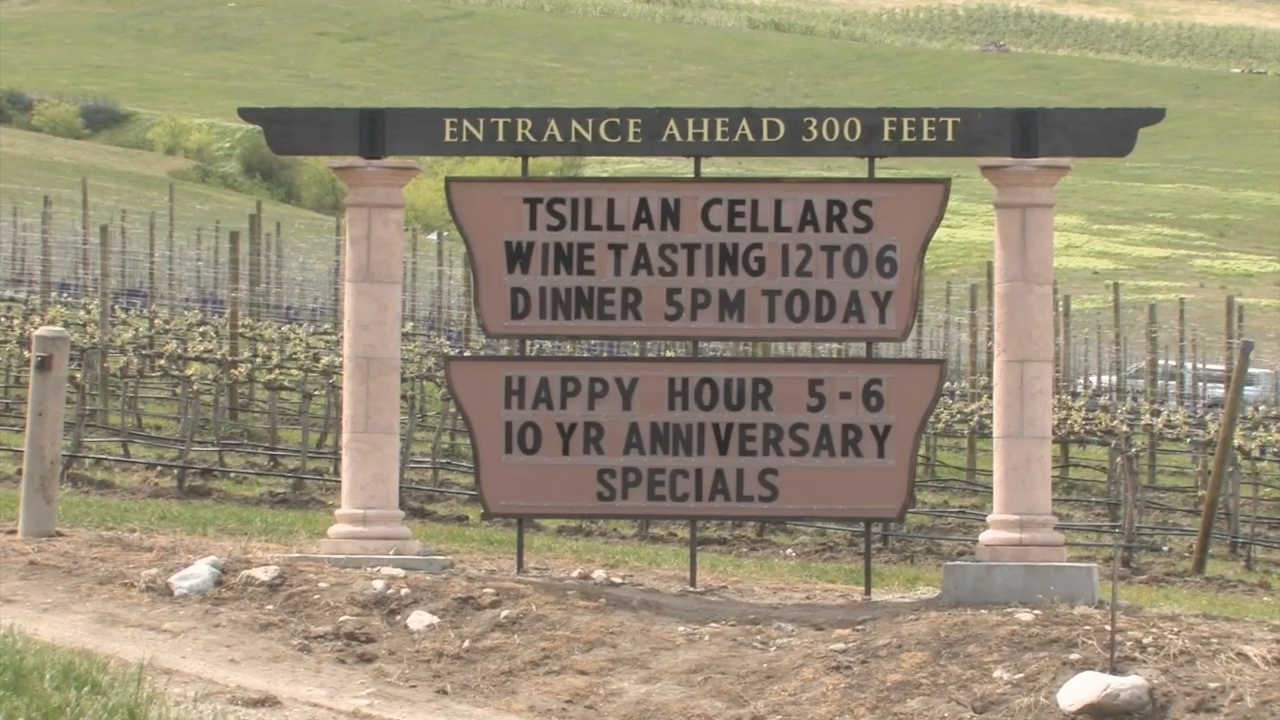 ENTRANCE AHEAD 300 FEET
TSILLAN CELLARS
WINE TASTING 12 TO 6
DINNER 5PM TODAY
HAPPY HOUR 5-6
10 YR ANNIVERSARY
SPECIALS